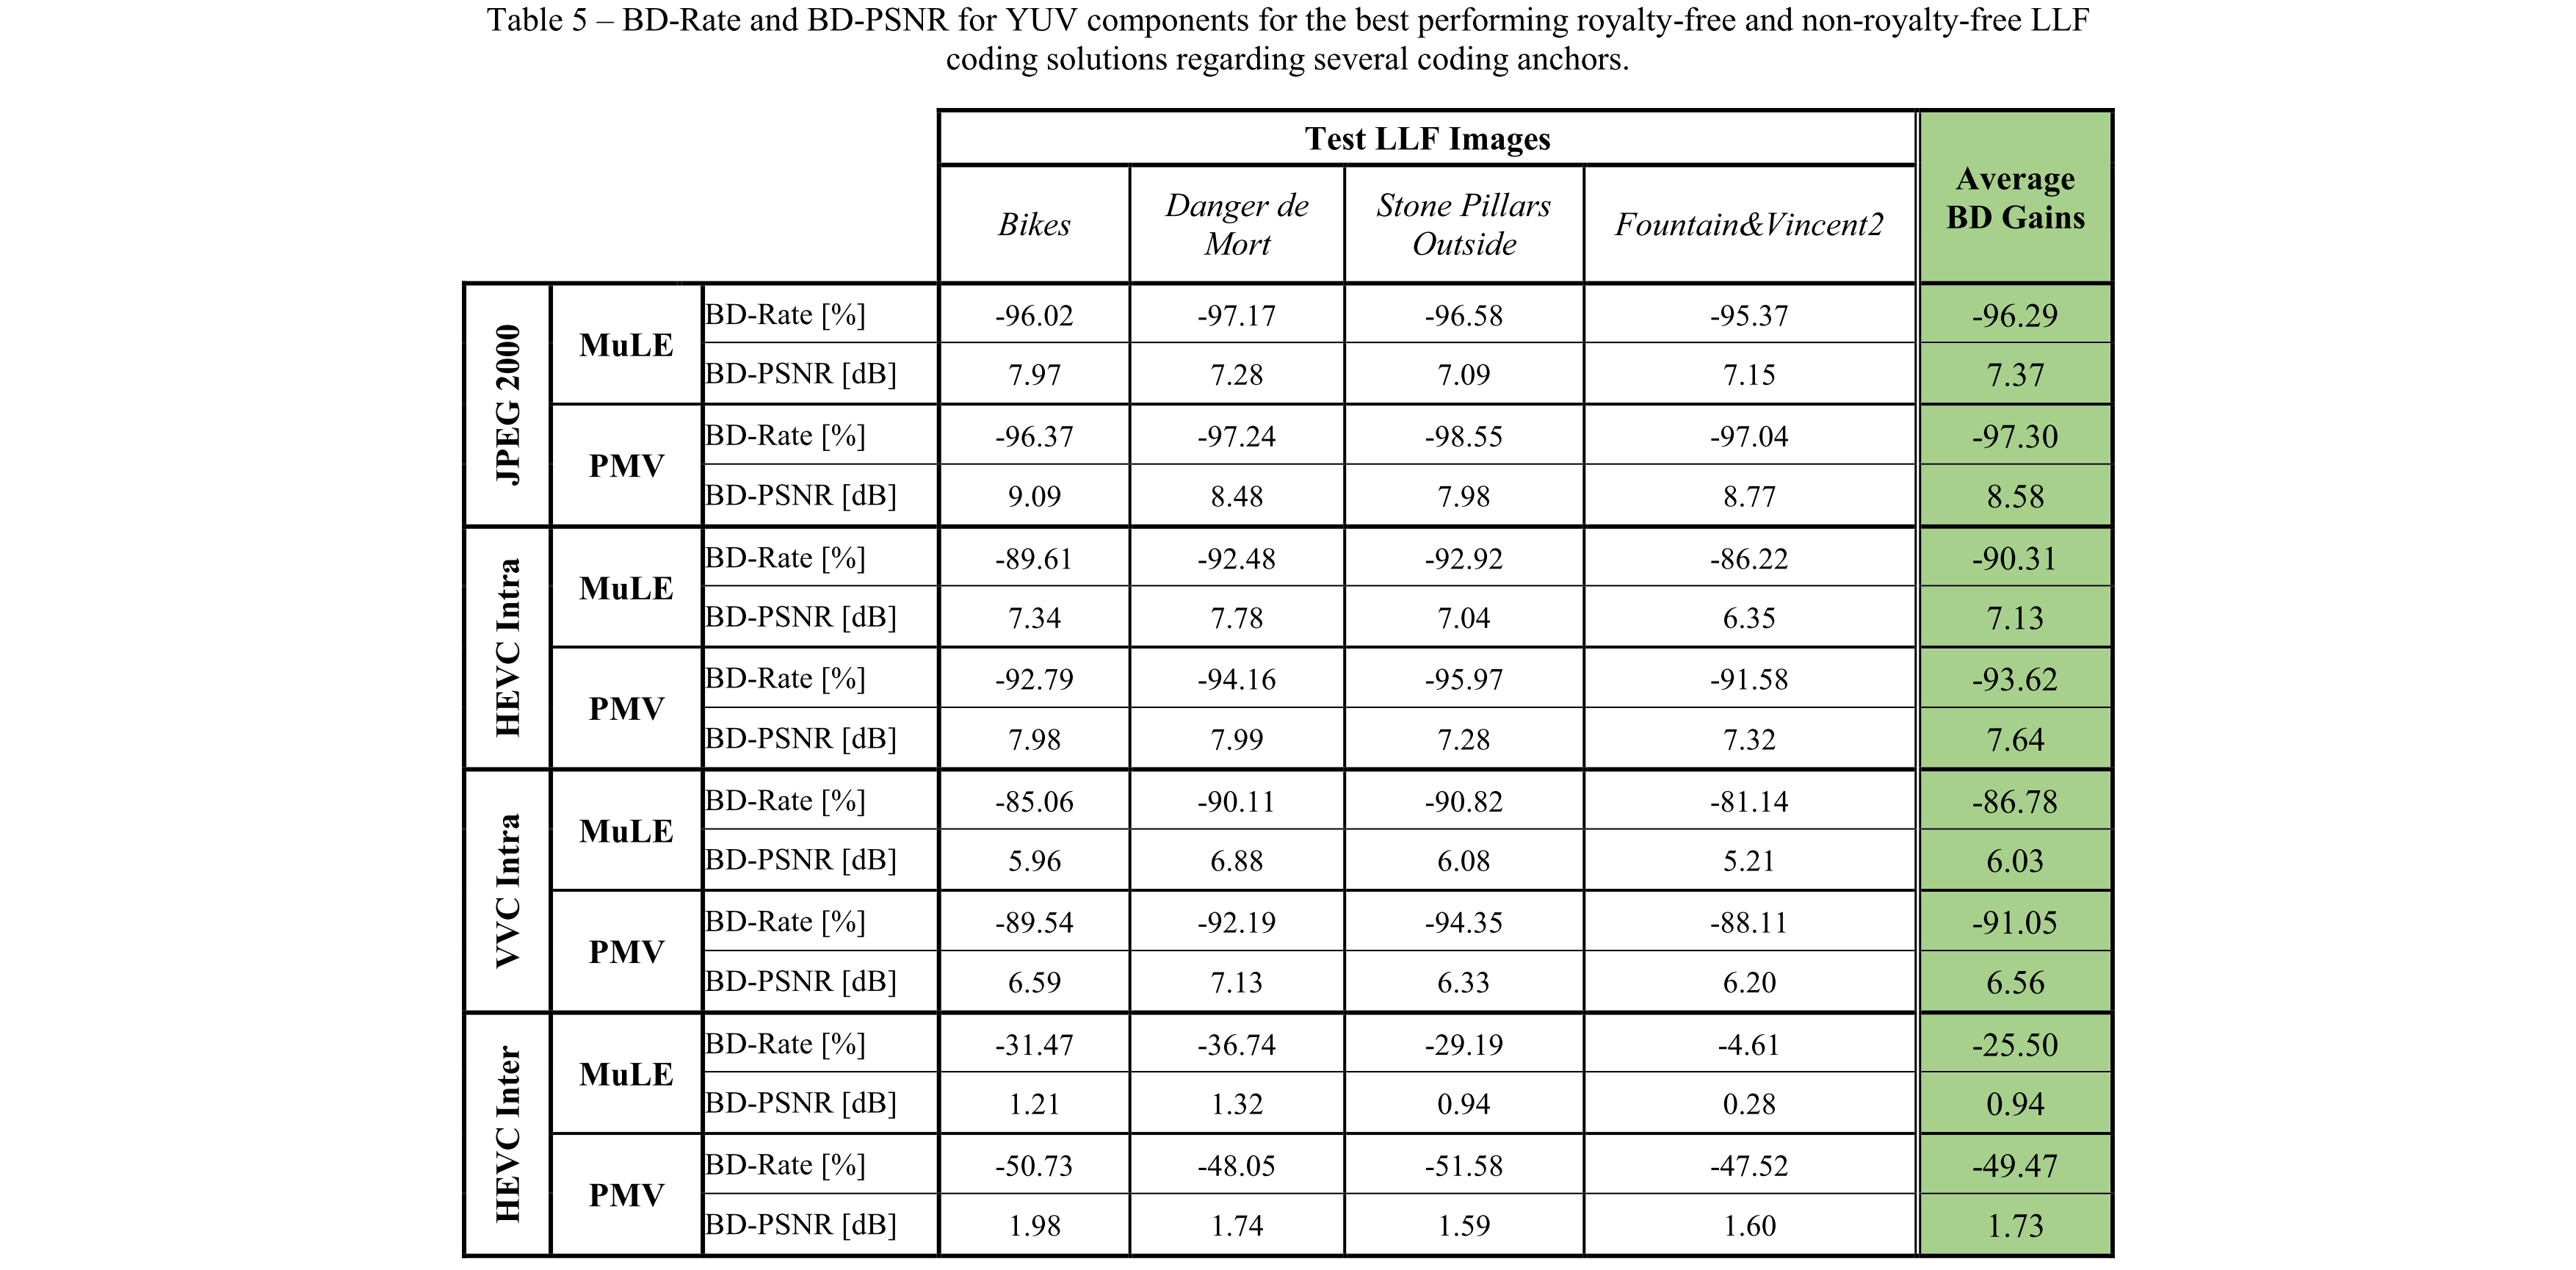 Table 5 – BD-Rate and BD-PSNR for YUV components for the best performing royalty-free and non-royalty-free LLF
coding solutions regarding several coding anchors.
Test LLF Images
Average
BD Gains
Bikes
Danger de
Mort
Stone Pillars
Outside
Fountain&Vincent2
JPEG 2000
MuLE
BD-Rate [%] -96.02 -97.17 -96.58 -95.37 -96.29
BD-PSNR [dB] 7.97 7.28 7.09 7.15 7.37
PMV
BD-Rate [%] -96.37 -97.24 -98.55 -97.04 -97.30
BD-PSNR [dB] 9.09 8.48 7.98 8.77 8.58
HEVC Intra
MuLE
BD-Rate [%] -89.61 -92.48 -92.92 -86.22 -90.31
BD-PSNR [dB] 7.34 7.78 7.04 6.35 7.13
PMV
BD-Rate [%] -92.79 -94.16 -95.97 -91.58 -93.62
BD-PSNR [dB] 7.98 7.99 7.28 7.32 7.64
VVC Intra
MuLE
BD-Rate [%] -85.06 -90.11 -90.82 -81.14 -86.78
BD-PSNR [dB] 5.96 6.88 6.08 5.21 6.03
PMV
BD-Rate [%] -89.54 -92.19 -94.35 -88.11 -91.05
BD-PSNR [dB] 6.59 7.13 6.33 6.20 6.56
HEVC Inter
MuLE
BD-Rate [%] -31.47 -36.74 -29.19 -4.61 -25.50
BD-PSNR [dB] 1.21 1.32 0.94 0.28 0.94
PMV
BD-Rate [%] -50.73 -48.05 -51.58 -47.52 -49.47
BD-PSNR [dB] 1.98 1.74 1.59 1.60 1.73